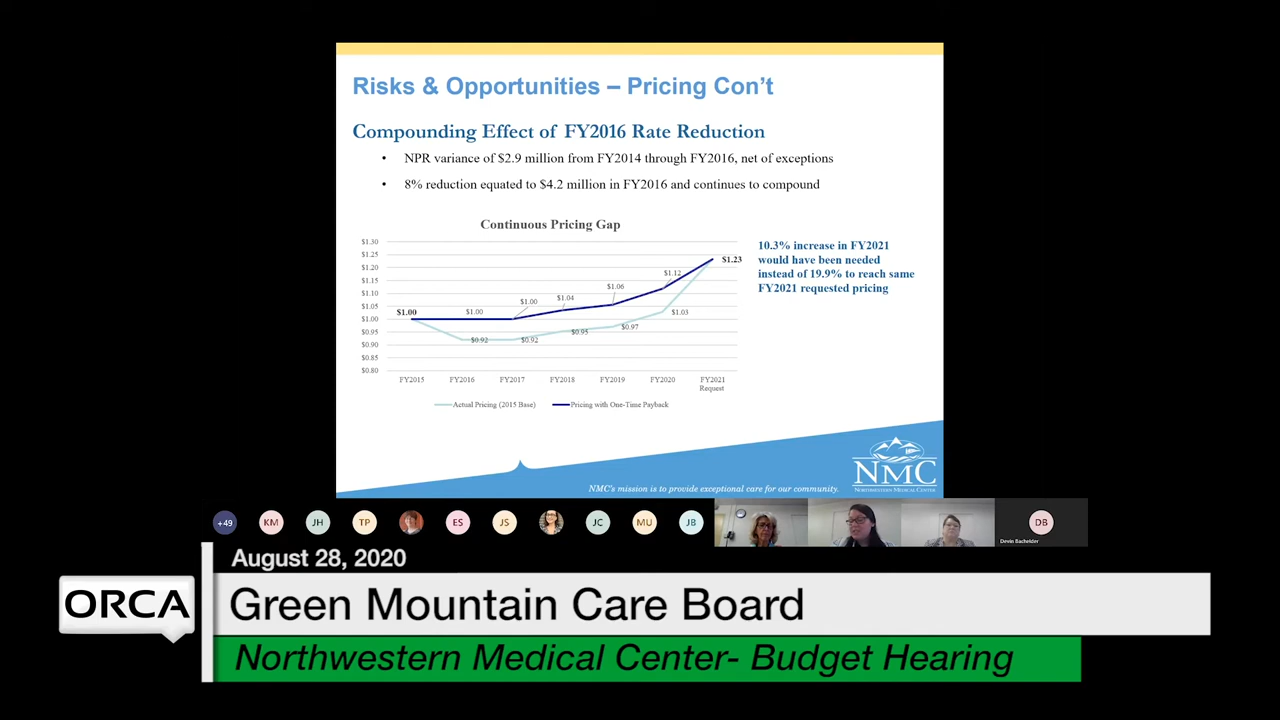 Risks & Opportunities – Pricing Con’t
Compounding Effect of FY2016 Rate Reduction
• NPR variance of $2.9 million from FY2014 through FY2016, net of exceptions
• 8% reduction equated to $4.2 million in FY2016 and continues to compound
Continuous Pricing Gap
$1.30
$1.25
$1.20
$1.15
$1.10
$1.05
$1.00
$0.95
$0.90
$0.85
$0.80
$1.00
$1.00
$1.00
$1.04
$1.06
$1.12
$1.23
$0.92
$0.92
$0.95
$0.97
$1.03
FY2015 FY2016 FY2017 FY2018 FY2019 FY2020 FY2021
Request
Actual Pricing (2015 Base) Pricing with One-Time Payback
10.3% increase in FY2021
would have been needed
instead of 19.9% to reach same
FY2021 requested pricing
NMC
NORTHWESTERN MEDICAL CENTER
NMC's mission is to provide exceptional care for our community.
+49 KM JH TP ES JS JC MU JB DB
Devin Bachelder
August 28, 2020
ORCA
Green Mountain Care Board
Northwestern Medical Center- Budget Hearing